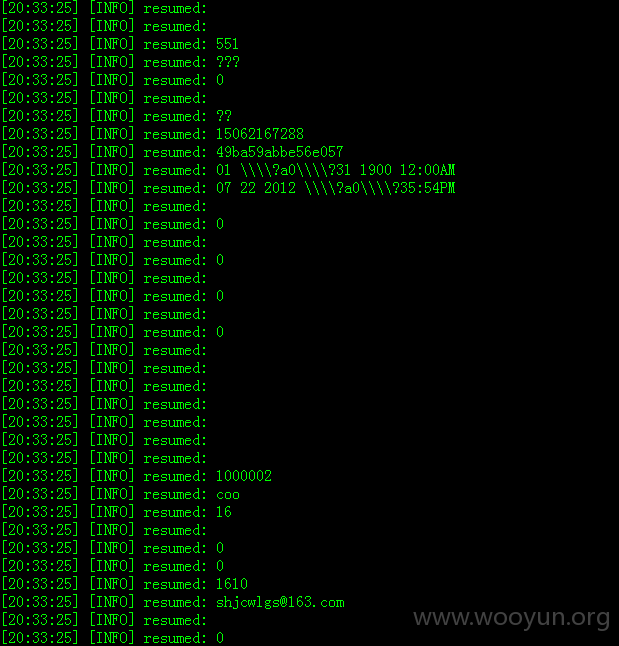 [20:33:25] [INFO] resumed:
[20:33:25] [INFO] resumed:
[20:33:25] [INFO] resumed: 551
[20:33:25] [INFO] resumed: ???
[20:33:25] [INFO] resumed: 0
[20:33:25] [INFO] resumed:
[20:33:25] [INFO] resumed: ??
[20:33:25] [INFO] resumed: 15062167288
[20:33:25] [INFO] resumed: 49ba59abbe56e057
[20:33:25] [INFO] resumed: 01 \\\\?a0\\\\?31 1900 12:00AM
[20:33:25] [INFO] resumed: 07 22 2012 \\\\?a0\\\\?35:54PM
[20:33:25] [INFO] resumed:
[20:33:25] [INFO] resumed: 0
[20:33:25] [INFO] resumed:
[20:33:25] [INFO] resumed: 0
[20:33:25] [INFO] resumed:
[20:33:25] [INFO] resumed: 0
[20:33:25] [INFO] resumed:
[20:33:25] [INFO] resumed: 0
[20:33:25] [INFO] resumed:
[20:33:25] [INFO] resumed:
[20:33:25] [INFO] resumed:
[20:33:25] [INFO] resumed:
[20:33:25] [INFO] resumed:
[20:33:25] [INFO] resumed:
[20:33:25] [INFO] resumed:
[20:33:25] [INFO] resumed: 1000002
[20:33:25] [INFO] resumed: coo
[20:33:25] [INFO] resumed: 16
[20:33:25] [INFO] resumed:
[20:33:25] [INFO] resumed: 0
[20:33:25] [INFO] resumed: 0
[20:33:25] [INFO] resumed: 1610
[20:33:25] [INFO] resumed: shjcwlgs@163.com
[20:33:25] [INFO] resumed:
[20:33:25] [INFO] resumed: 0
www.wooyun.org